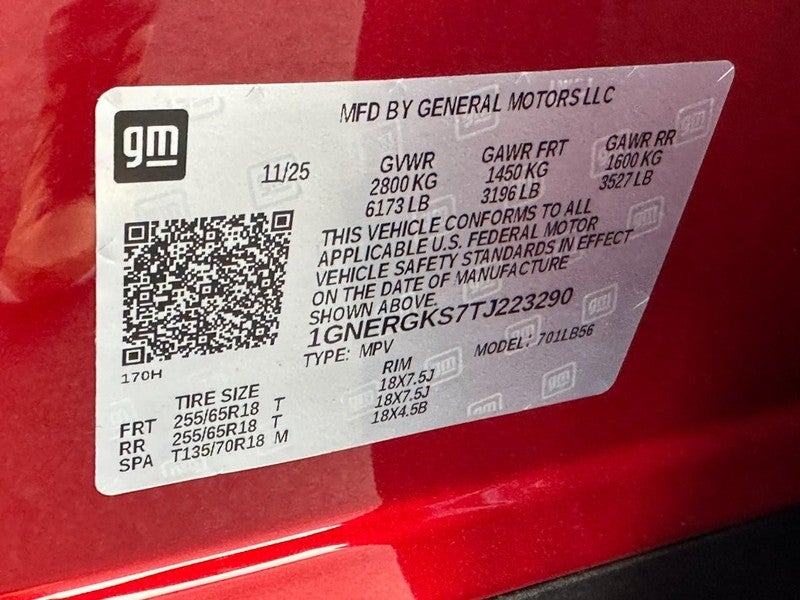 gm
MFD BY GENERAL MOTORS LLC
11/25
GVWR GAWR FRT GAWR RR
2800 KG 1450 KG 1600 KG
6173 LB 3196 LB 3527 LB
THIS VEHICLE CONFORMS TO ALL
APPLICABLE U.S. FEDERAL MOTOR
VEHICLE SAFETY STANDARDS IN EFFECT
ON THE DATE OF MANUFACTURE
SHOWN ABOVE.
1GNERGKS7TJ223290
TYPE: MPV MODEL: 701LB56
170H
TIRE SIZE RIM
FRT 255/65R18 T 18X7.5J
RR 255/65R18 T 18X7.5J
SPA T135/70R18 M 18X4.5B